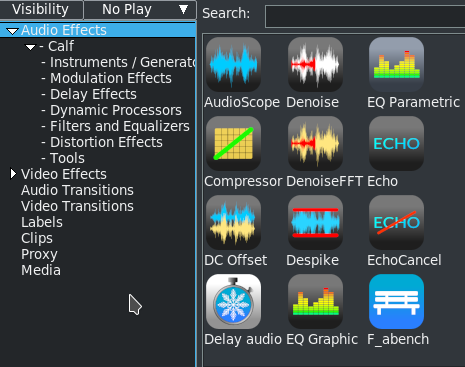 Visibility
No Play
Search:
Audio Effects
- Calf
- Instruments / Generato
- Modulation Effects
- Delay Effects
- Dynamic Processors
- Filters and Equalizers
- Distortion Effects
- Tools
Video Effects
Audio Transitions
Video Transitions
Labels
Clips
Proxy
Media
AudioScope
Denoise
EQ Parametric
ECHO
Compressor
DenoiseFFT
Echo
ECHO
DC Offset
Despike
EchoCancel
Delay audio
EQ Graphic
F_abench